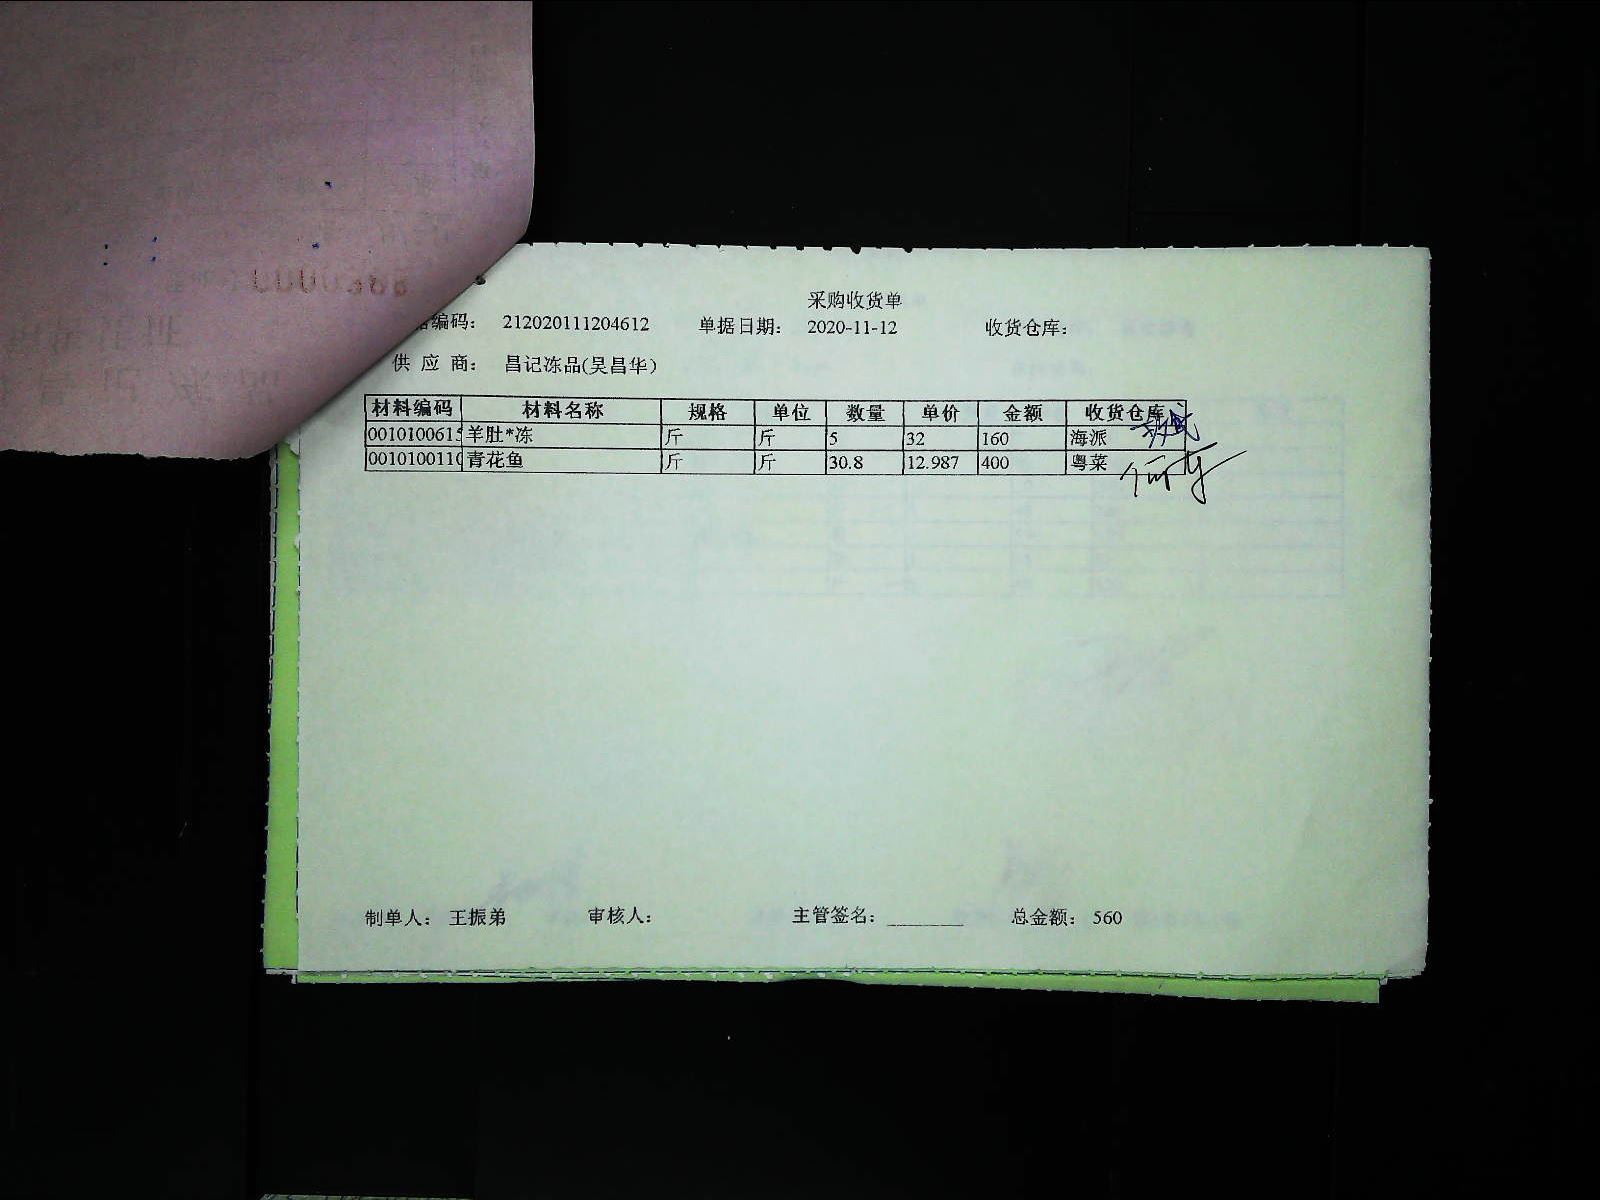 采购收货单
编码： 212020111204612 单据日期： 2020-11-12 收货仓库：
供 应 商： 昌记冻品(吴昌华)
材料编码 材料名称 规格 单位 数量 单价 金额 收货仓库
001010061 羊肚*冻 斤 斤 5 32 160 海派
001010011 青花鱼 斤 斤 30.8 12.987 400 粤菜
制单人： 王振弟 审核人： 主管签名： 总金额： 560